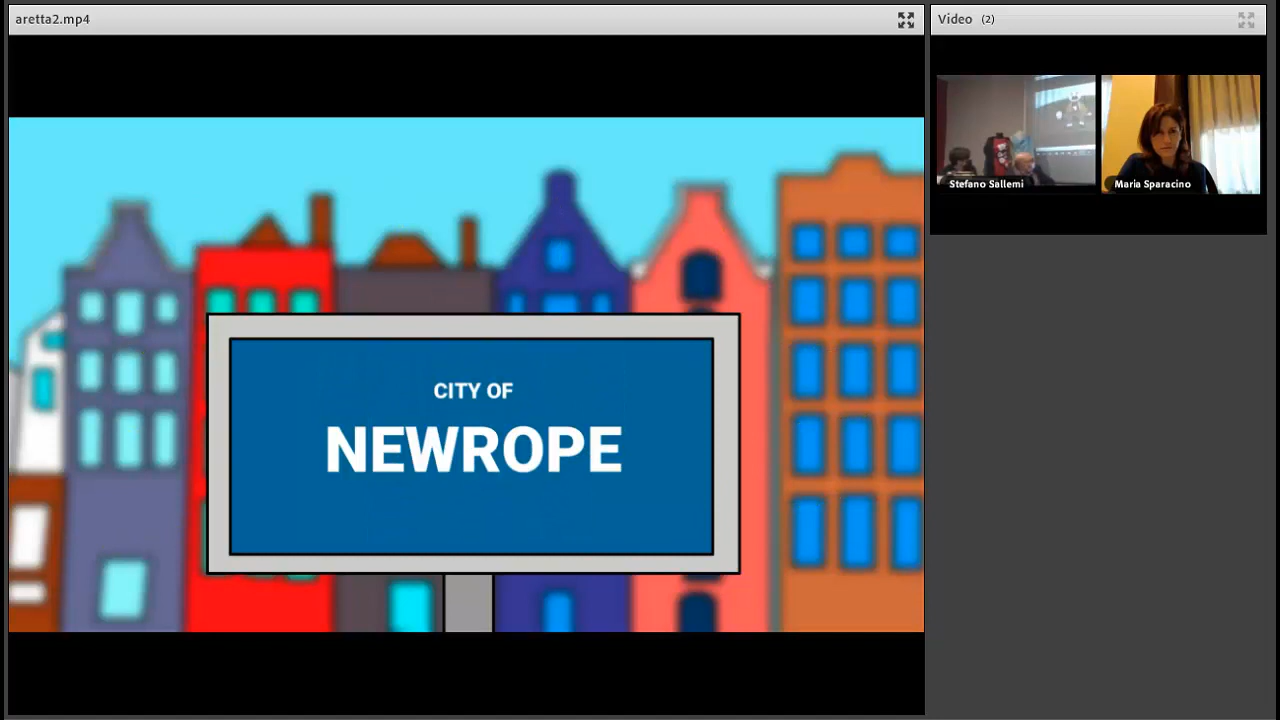 aretta2.mp4
Video (2)
Stefano Sallemi
Maria Sparacino
CITY OF
NEWROPE